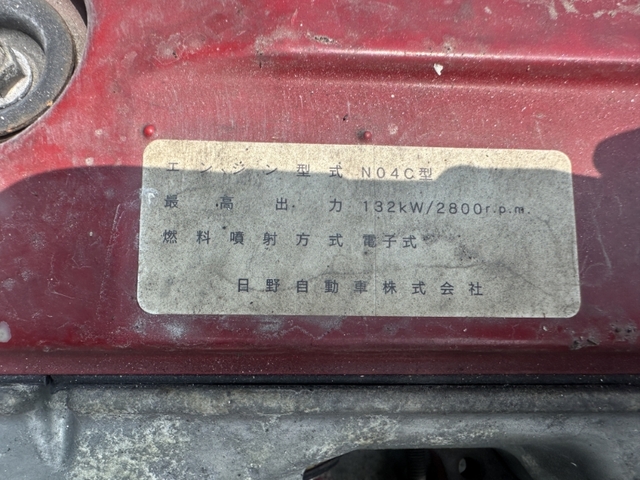 エンジン型式 N04C型
最高出力 132kW/2800r.p.m.
燃料噴射方式 電子式
日野自動車株式会社